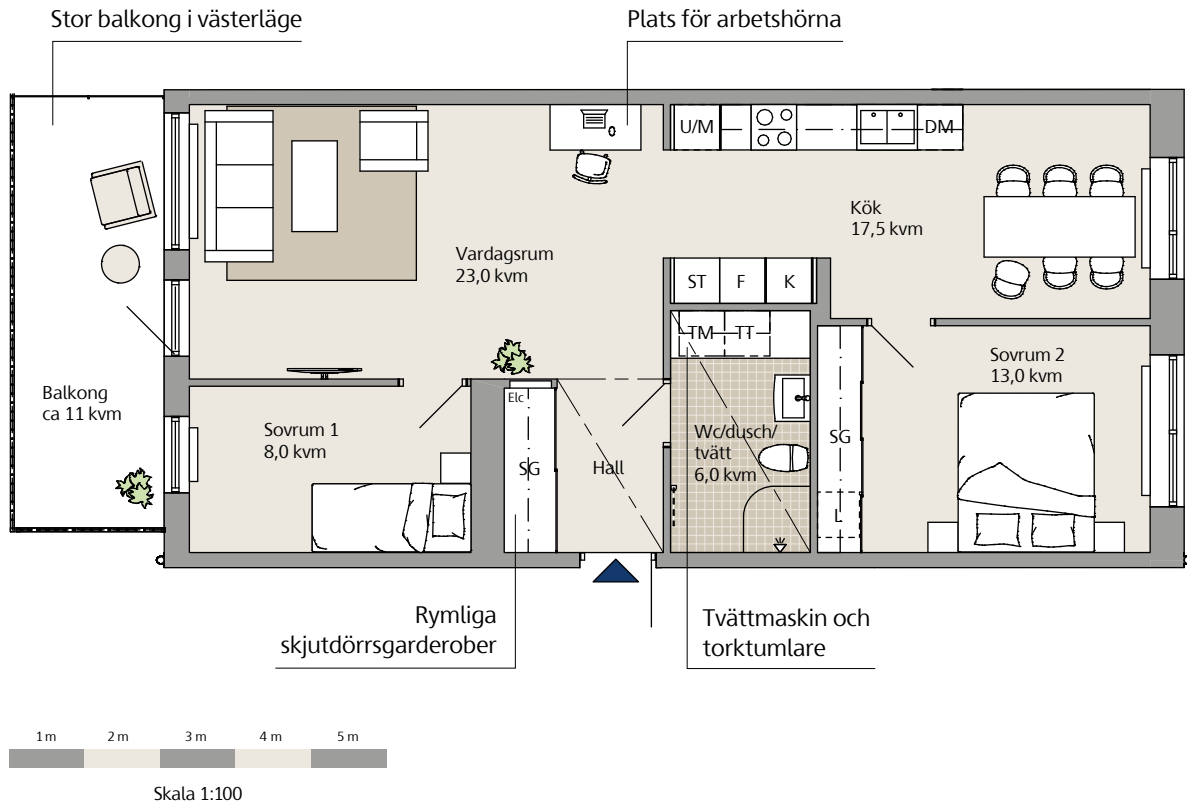 Stor balkong i västerläge
Plats för arbetshörna
U/M
DM
Kök
17,5 kvm
Vardagsrum
23,0 kvm
ST
F
K
TM
TT
Sovrum 2
13,0 kvm
Balkong
ca 11 kvm
Elc
Sovrum 1
8,0 kvm
Wc/dusch/
tvätt
6,0 kvm
SG
SG
Hall
L
Rymliga
skjutdörrsgarderober
Tvättmaskin och
torktumlare
1 m
2 m
3 m
4 m
5 m
Skala 1:100